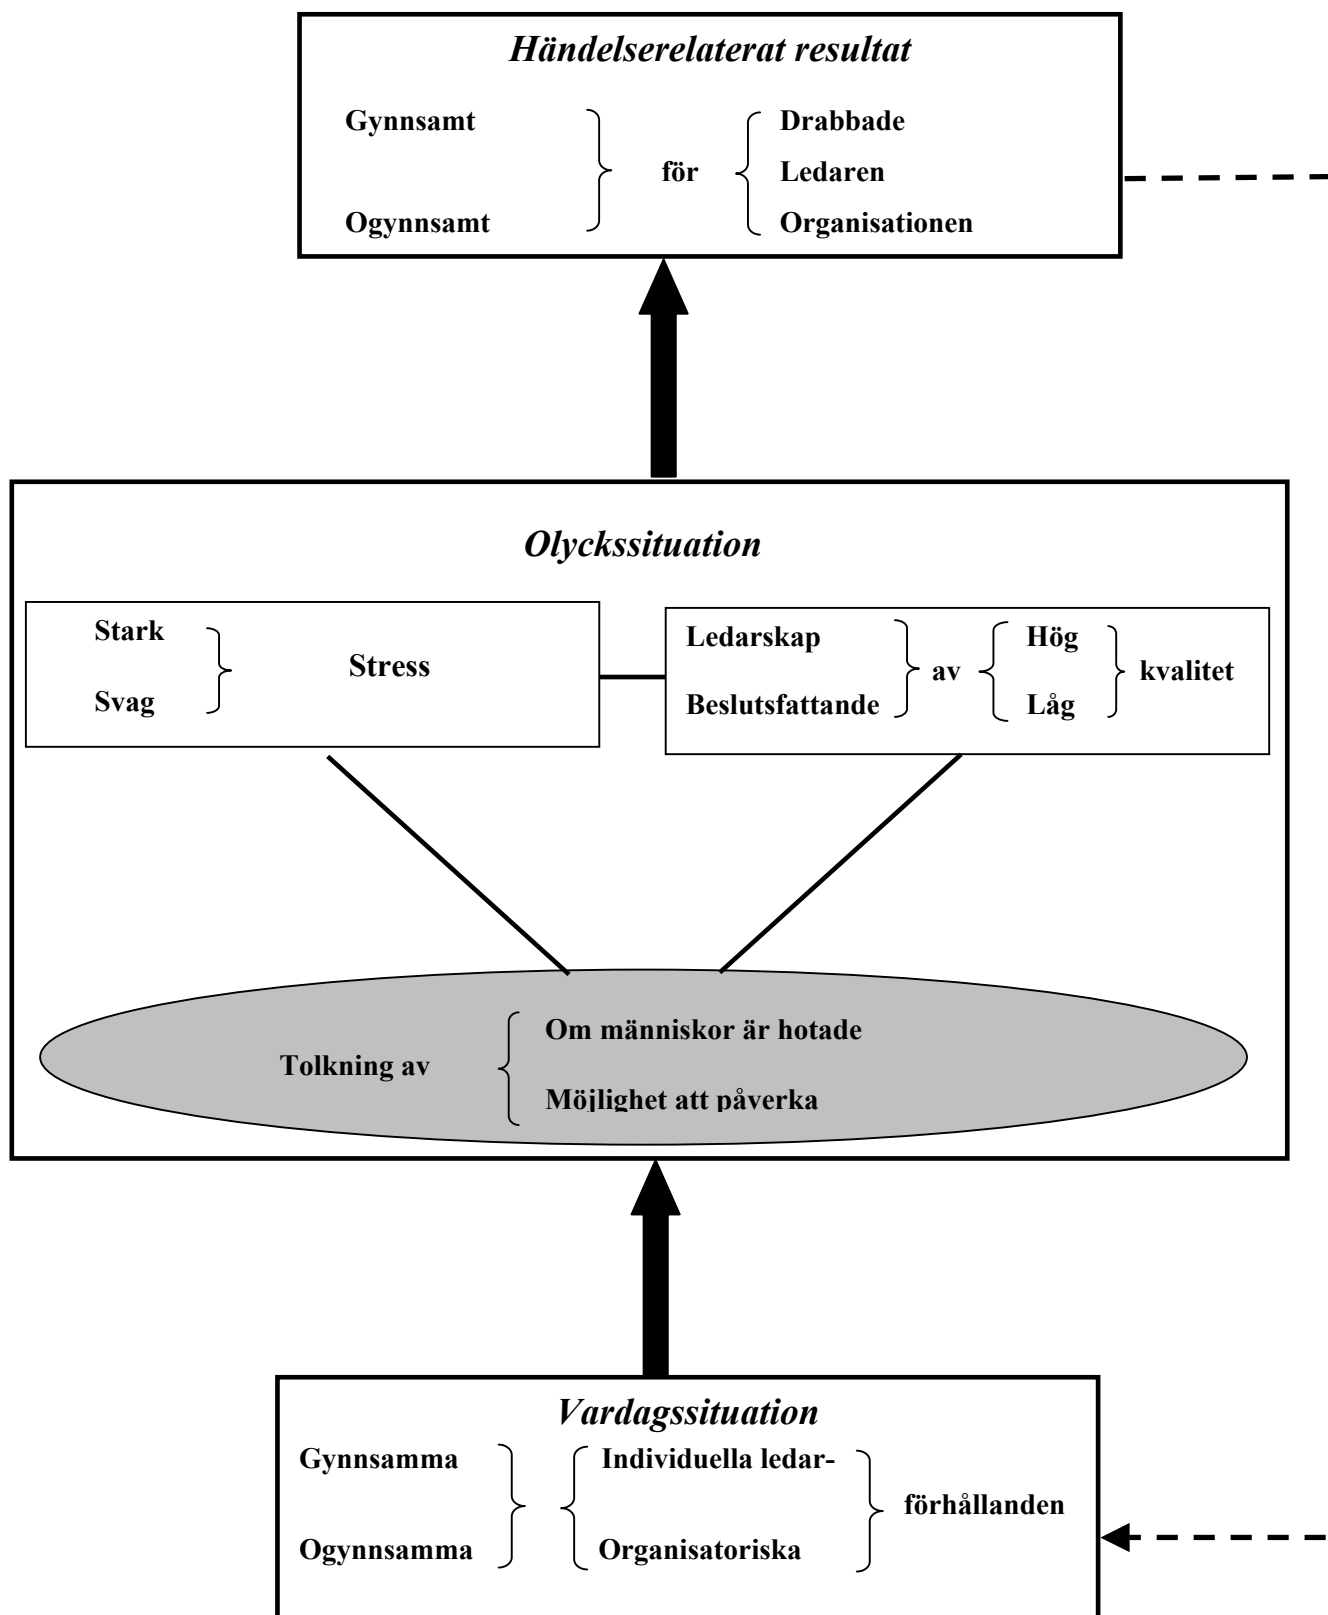 Händelserelaterat resultat
Gynnsamt
Ogynnsamt
för
Drabbade
Ledaren
Organisationen
Olyckssituation
Stark
Svag
Stress
Ledarskap
Beslutsfattande
av
Hög
Låg
kvalitet
Tolkning av
Om människor är hotade
Möjlighet att påverka
Vardagssituation
Gynnsamma
Ogynnsamma
Individuella ledar-
Organisatoriska
förhållanden